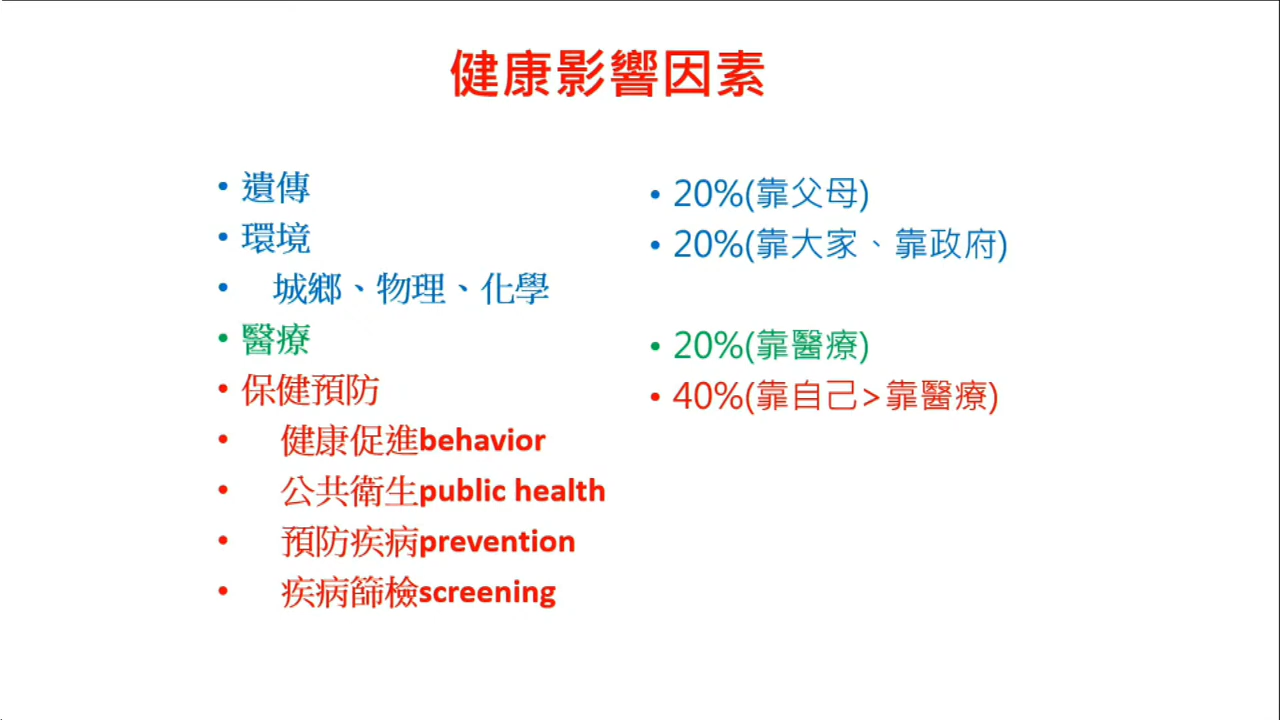 健康影響因素
• 遺傳
• 20%(靠父母)
• 環境
• 20%(靠大家、靠政府)
• 城鄉、物理、化學
• 醫療
• 20%(靠醫療)
• 保健預防
• 40%(靠自己>靠醫療)
• 健康促進behavior
• 公共衛生public health
• 預防疾病prevention
• 疾病篩檢screening